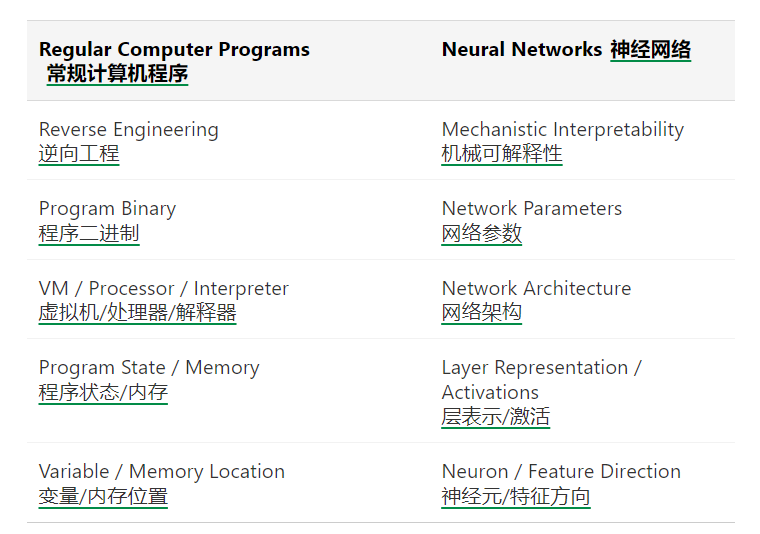 Regular Computer Programs
常规计算机程序
Neural Networks 神经网络
Reverse Engineering
逆向工程
Mechanistic Interpretability
机械可解释性
Program Binary
程序二进制
Network Parameters
网络参数
VM / Processor / Interpreter
虚拟机/处理器/解释器
Network Architecture
网络架构
Program State / Memory
程序状态/内存
Layer Representation /
Activations
层表示/激活
Variable / Memory Location
变量/内存位置
Neuron / Feature Direction
神经元/特征方向